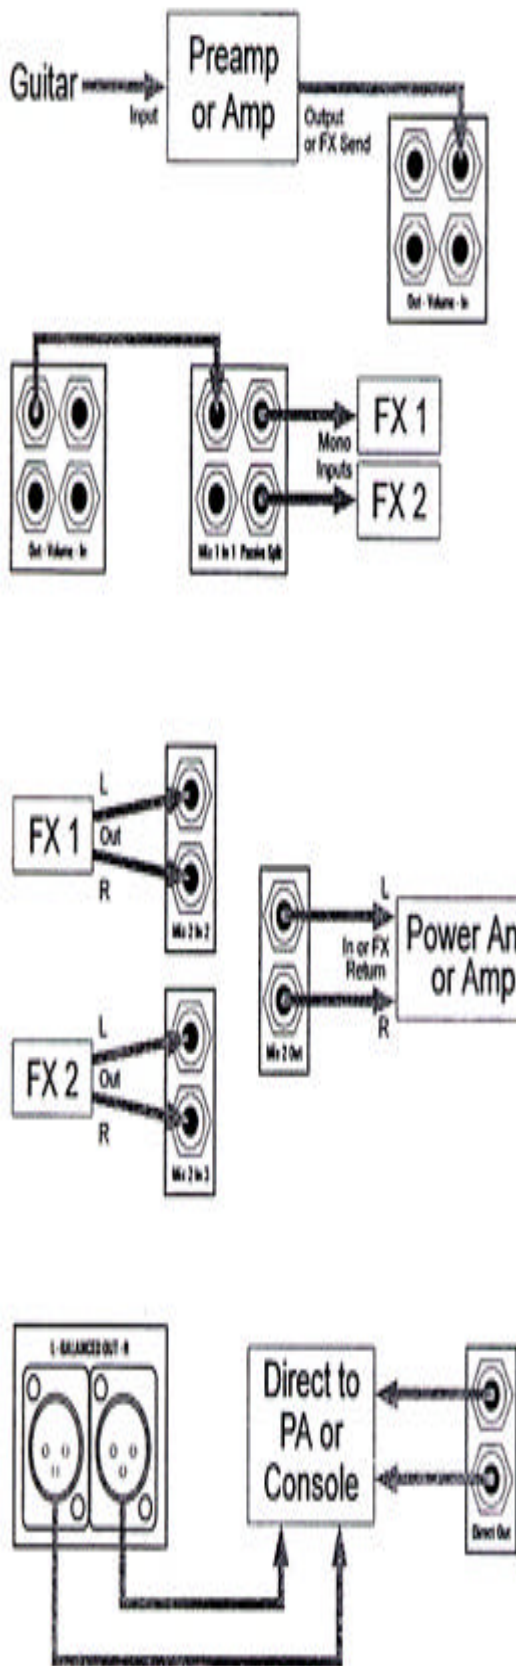 Guitar
Input
Preamp
or Amp
Output
or FX Send
Out - Volume - In
Out - Volume - In
Mix 1 In 1 Passive Split
Mono
Inputs
FX 1
FX 2
FX 1
L
Out
R
Mix 2 In 2
FX 2
L
Out
R
Mix 2 In 3
Mix 2 Out
L
In or FX
Return
R
Power Am
or Amp
L - BALANCED OUT - R
Direct to
PA or
Console
Direct Out